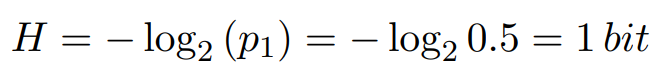 H = − log₂ (p₁) = − log₂ 0.5 = 1 bit